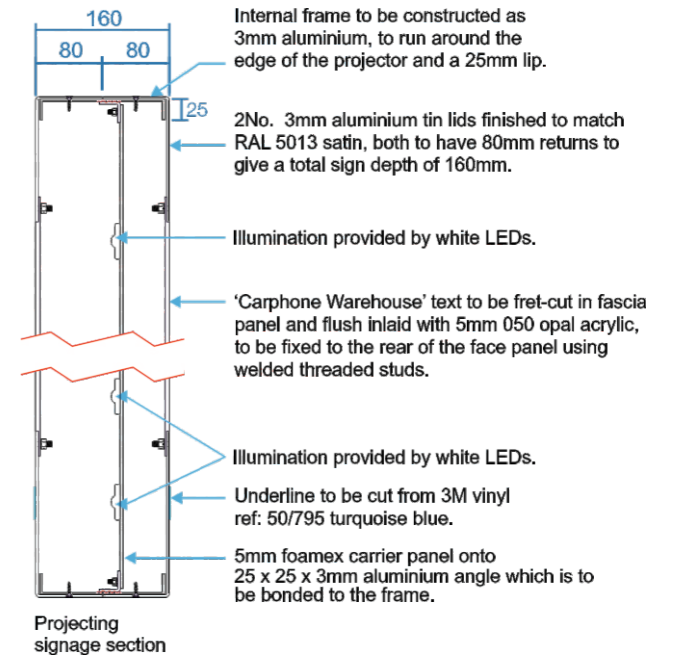 160
80 80
25
Internal frame to be constructed as
3mm aluminium, to run around the
edge of the projector and a 25mm lip.
2No. 3mm aluminium tin lids finished to match
RAL 5013 satin, both to have 80mm returns to
give a total sign depth of 160mm.
Illumination provided by white LEDs.
‘Carphone Warehouse’ text to be fret-cut in fascia
panel and flush inlaid with 5mm 050 opal acrylic,
to be fixed to the rear of the face panel using
welded threaded studs.
Illumination provided by white LEDs.
Underline to be cut from 3M vinyl
ref: 50/795 turquoise blue.
5mm foamex carrier panel onto
25 x 25 x 3mm aluminium angle which is to
be bonded to the frame.
Projecting
signage section